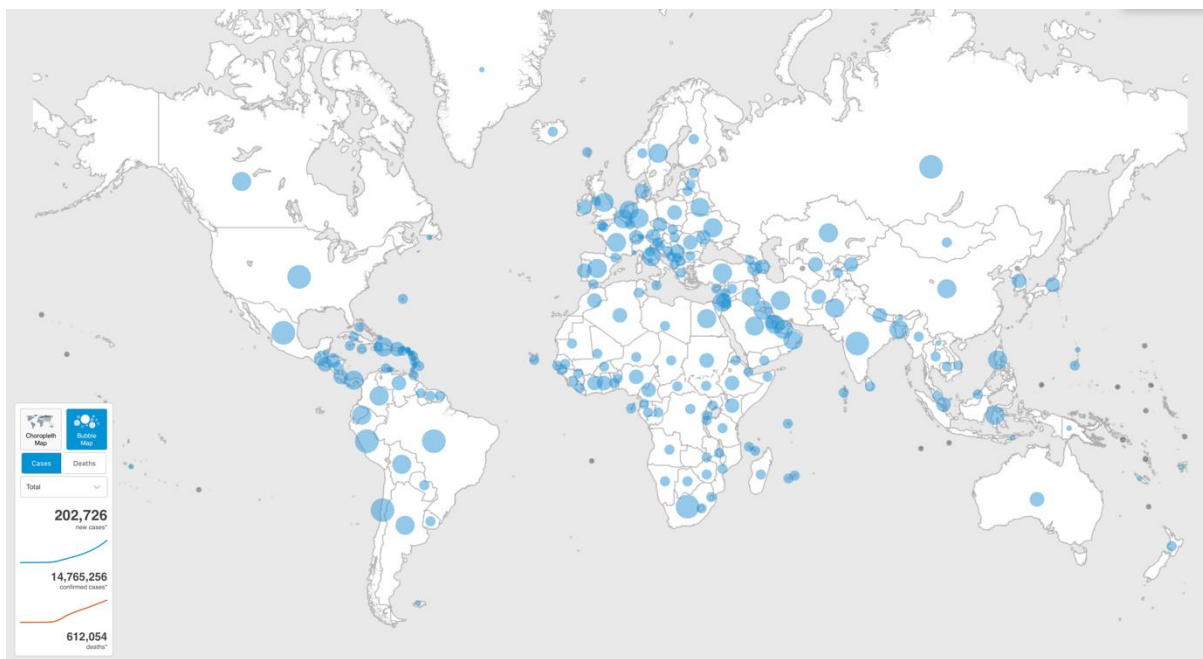 Choropleth
Map
Bubble
Map
Cases
Deaths
Total
202,726
new cases*
14,765,256
confirmed cases*
612,054
deaths*